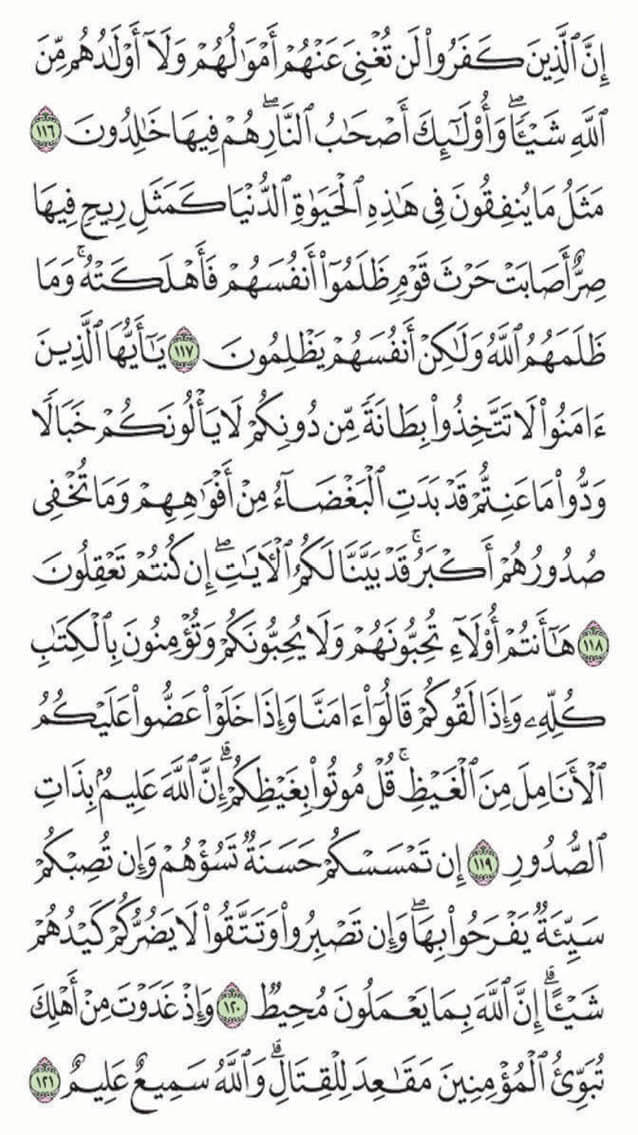 إِنَّ ٱلَّذِينَ كَفَرُوا۟ لَن تُغْنِىَ عَنْهُمْ أَمْوَٰلُهُمْ وَلَآ أَوْلَـٰدُهُم مِّنَ
ٱللَّهِ شَيْـًٔا ۖ وَأُو۟لَـٰٓئِكَ أَصْحَـٰبُ ٱلنَّارِ ۖ هُمْ فِيهَا خَـٰلِدُونَ ١١٦
مَثَلُ مَا يُنفِقُونَ فِى هَـٰذِهِ ٱلْحَيَوٰةِ ٱلدُّنْيَا كَمَثَلِ رِيحٍ فِيهَا
صِرٌّ أَصَابَتْ حَرْثَ قَوْمٍ ظَلَمُوٓا۟ أَنفُسَهُمْ فَأَهْلَكَتْهُ ۚ وَمَا
ظَلَمَهُمُ ٱللَّهُ وَلَـٰكِنْ أَنفُسَهُمْ يَظْلِمُونَ ١١٧ يَـٰٓأَيُّهَا ٱلَّذِينَ
ءَامَنُوا۟ لَا تَتَّخِذُوا۟ بِطَانَةً مِّن دُونِكُمْ لَا يَأْلُونَكُمْ خَبَالًا
وَدُّوا۟ مَا عَنِتُّمْ قَدْ بَدَتِ ٱلْبَغْضَآءُ مِنْ أَفْوَٰهِهِمْ وَمَا تُخْفِى
صُدُورُهُمْ أَكْبَرُ ۚ قَدْ بَيَّنَّا لَكُمُ ٱلْـَٔايَـٰتِ ۖ إِن كُنتُمْ تَعْقِلُونَ
١١٨ هَـٰٓأَنتُمْ أُو۟لَآءِ تُحِبُّونَهُمْ وَلَا يُحِبُّونَكُمْ وَتُؤْمِنُونَ بِٱلْكِتَـٰبِ
كُلِّهِۦ وَإِذَا لَقُوكُمْ قَالُوٓا۟ ءَامَنَّا وَإِذَا خَلَوْا۟ عَضُّوا۟ عَلَيْكُمُ
ٱلْأَنَامِلَ مِنَ ٱلْغَيْظِ ۚ قُلْ مُوتُوا۟ بِغَيْظِكُمْ ۗ إِنَّ ٱللَّهَ عَلِيمٌۢ بِذَاتِ
ٱلصُّدُورِ ١١٩ إِن تَمْسَسْكُمْ حَسَنَةٌ تَسُؤْهُمْ وَإِن تُصِبْكُمْ
سَيِّئَةٌ يَفْرَحُوا۟ بِهَا ۖ وَإِن تَصْبِرُوا۟ وَتَتَّقُوا۟ لَا يَضُرُّكُمْ كَيْدُهُمْ
شَيْـًٔا ۗ إِنَّ ٱللَّهَ بِمَا يَعْمَلُونَ مُحِيطٌ ١٢٠ وَإِذْ غَدَوْتَ مِنْ أَهْلِكَ
تُبَوِّئُ ٱلْمُؤْمِنِينَ مَقَـٰعِدَ لِلْقِتَالِ ۗ وَٱللَّهُ سَمِيعٌ عَلِيمٌ ١٢١